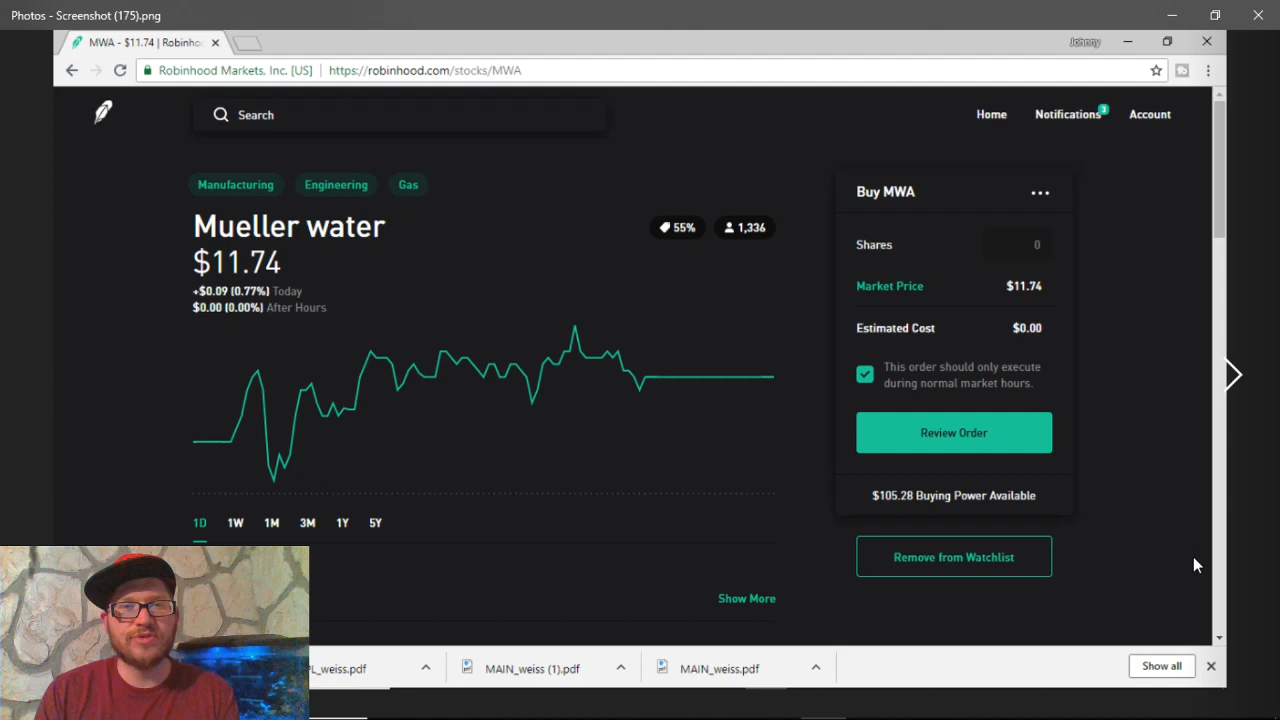 Photos - Screenshot (175).png
MWA - $11.74 | Robinho
Johnny
Robinhood Markets, Inc. [US] | https://robinhood.com/stocks/MWA
Search
Home Notifications 3 Account
Manufacturing Engineering Gas
Mueller water
55% 1,336
$11.74
+$0.09 (0.77%) Today
$0.00 (0.00%) After Hours
1D 1W 1M 3M 1Y 5Y
Show More
Buy MWA
Shares 0
Market Price $11.74
Estimated Cost $0.00
This order should only execute
during normal market hours.
Review Order
$105.28 Buying Power Available
Remove from Watchlist
L_weiss.pdf MAIN_weiss (1).pdf MAIN_weiss.pdf Show all